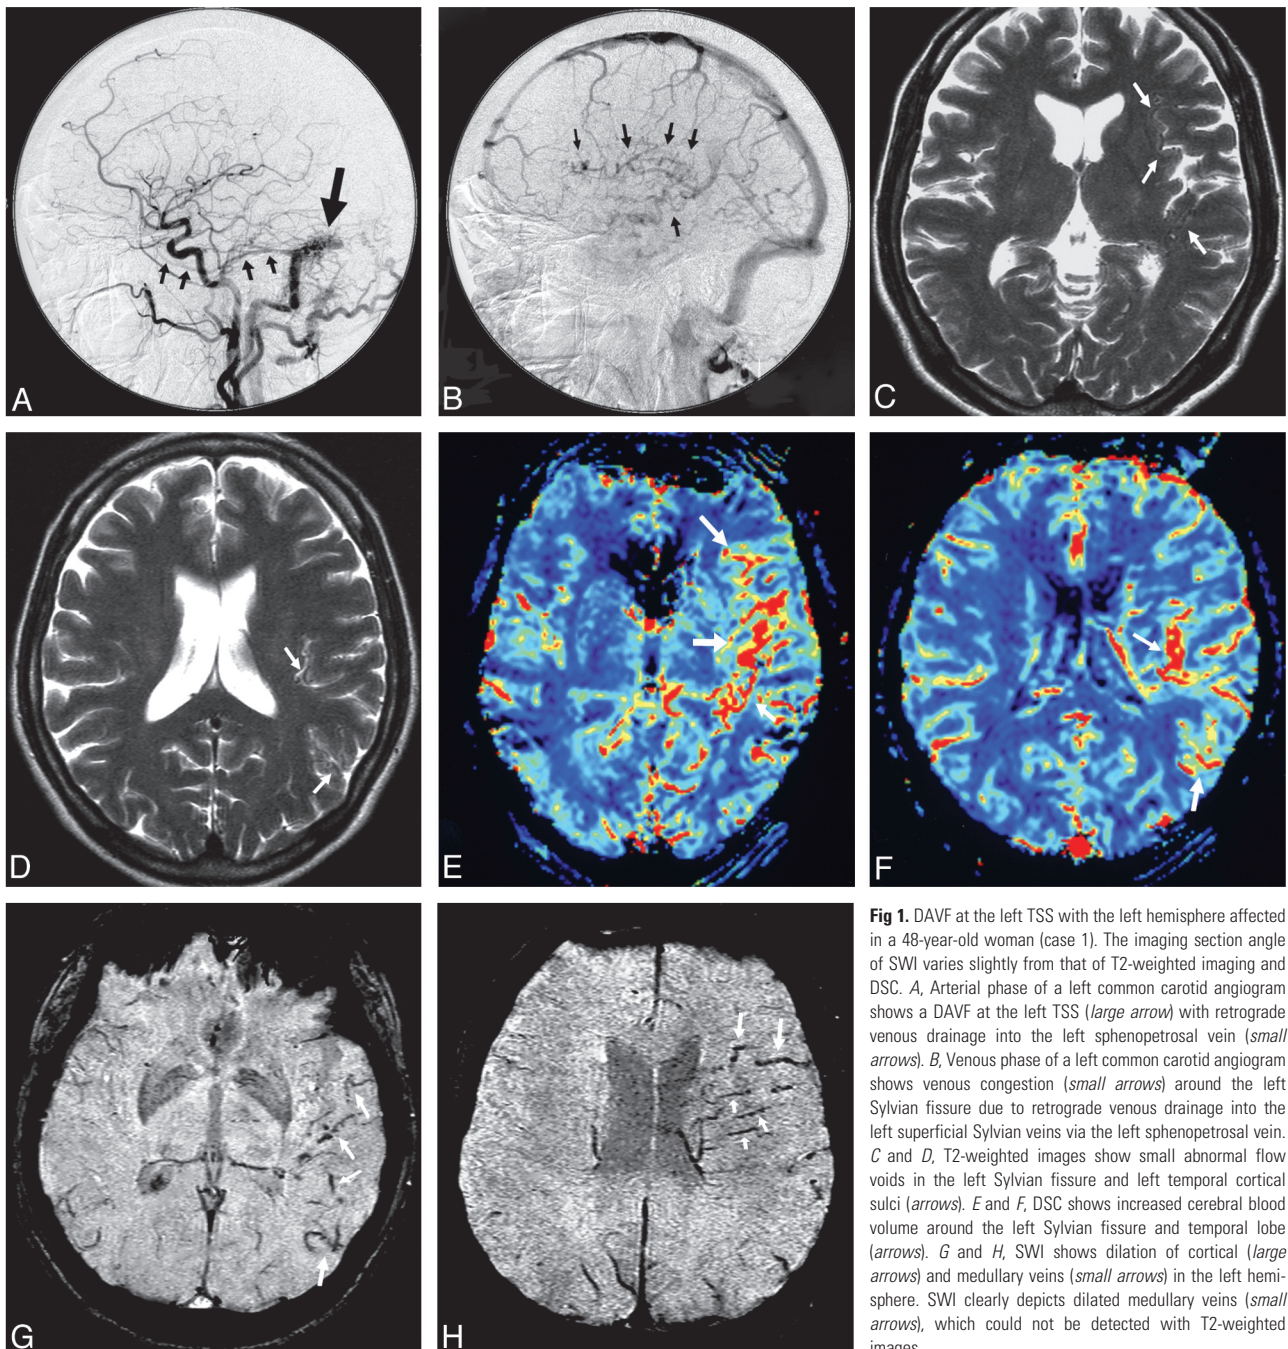 A
B
C
D
E
F
G
H
Fig 1. DAVF at the left TSS with the left hemisphere affected
in a 48-year-old woman (case 1). The imaging section angle
of SWI varies slightly from that of T2-weighted imaging and
DSC. A, Arterial phase of a left common carotid angiogram
shows a DAVF at the left TSS (large arrow) with retrograde
venous drainage into the left sphenopetrosal vein (small
arrows). B, Venous phase of a left common carotid angiogram
shows venous congestion (small arrows) around the left
Sylvian fissure due to retrograde venous drainage into the
left superficial Sylvian veins via the left sphenopetrosal vein.
C and D, T2-weighted images show small abnormal flow
voids in the left Sylvian fissure and left temporal cortical
sulci (arrows). E and F, DSC shows increased cerebral blood
volume around the left Sylvian fissure and temporal lobe
(arrows). G and H, SWI shows dilation of cortical (large
arrows) and medullary veins (small arrows) in the left hemi-
sphere. SWI clearly depicts dilated medullary veins (small
arrows), which could not be detected with T2-weighted
images.